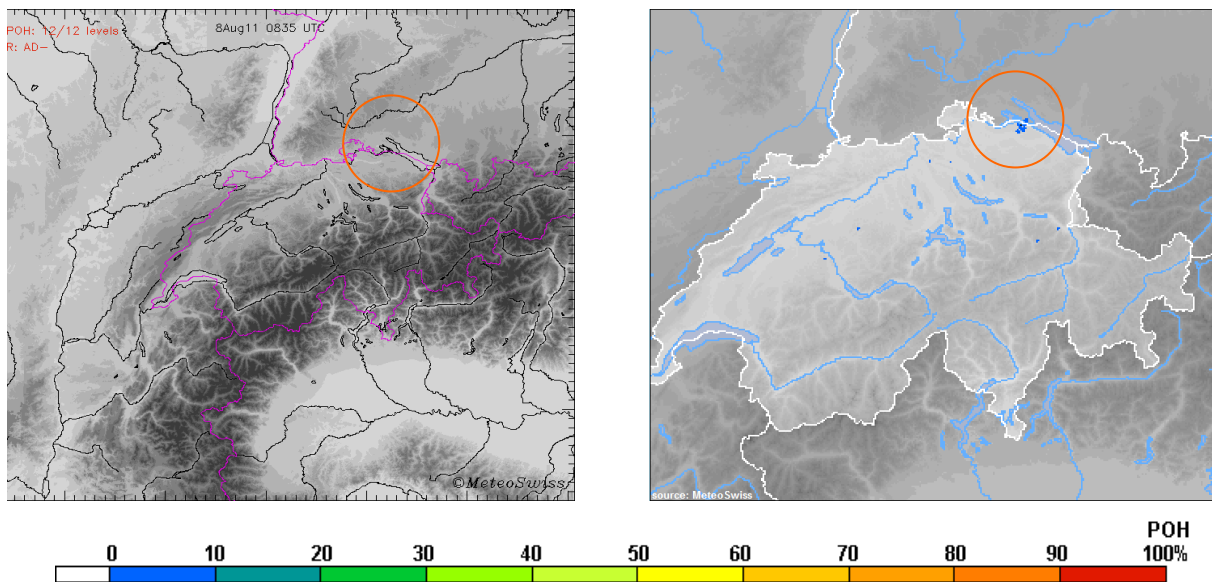 POH: 12/12 levels
8Aug11 0835 UTC
R: AD-
©MeteoSwiss
source: MeteoSwiss
POH
0 10 20 30 40 50 60 70 80 90 100%